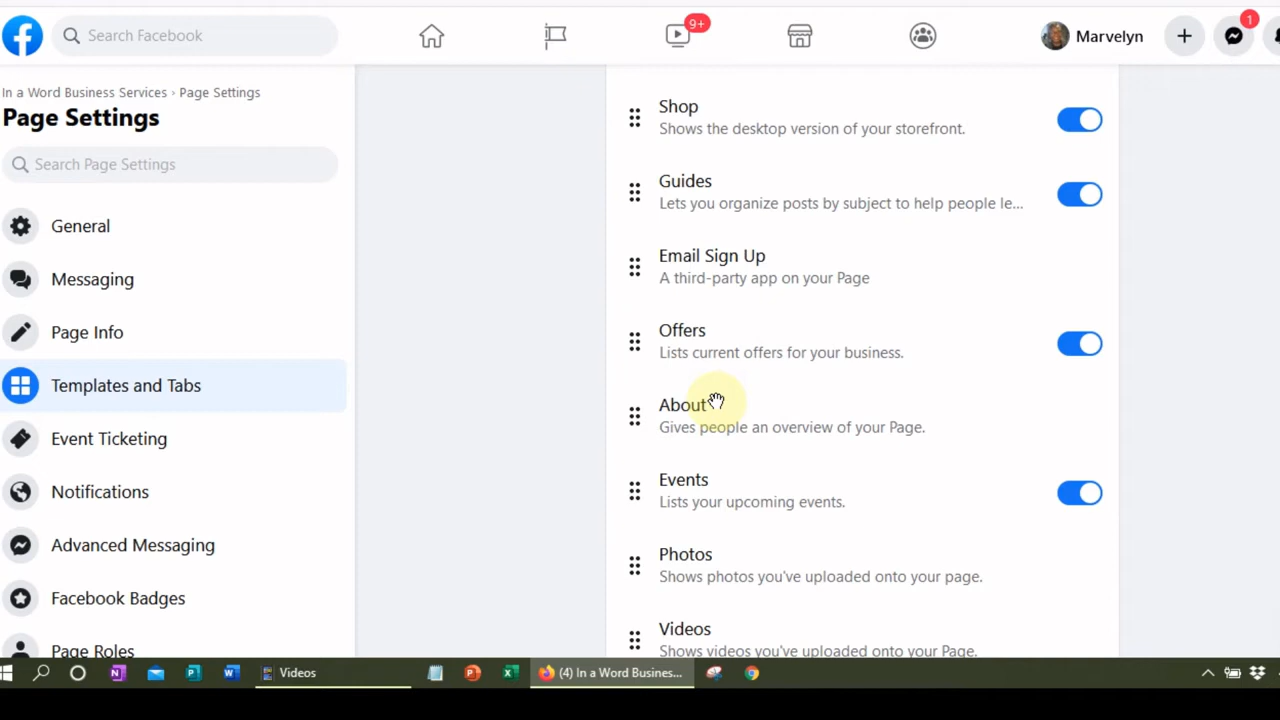 Search Facebook
9+
Marvelyn
1
In a Word Business Services › Page Settings
Page Settings
Search Page Settings
General
Messaging
Page Info
Templates and Tabs
Event Ticketing
Notifications
Advanced Messaging
Facebook Badges
Page Roles
Shop
Shows the desktop version of your storefront.
Guides
Lets you organize posts by subject to help people le...
Email Sign Up
A third-party app on your Page
Offers
Lists current offers for your business.
About
Gives people an overview of your Page.
Events
Lists your upcoming events.
Photos
Shows photos you've uploaded onto your page.
Videos
Shows videos you've uploaded onto your Page.
Videos
(4) In a Word Busines...